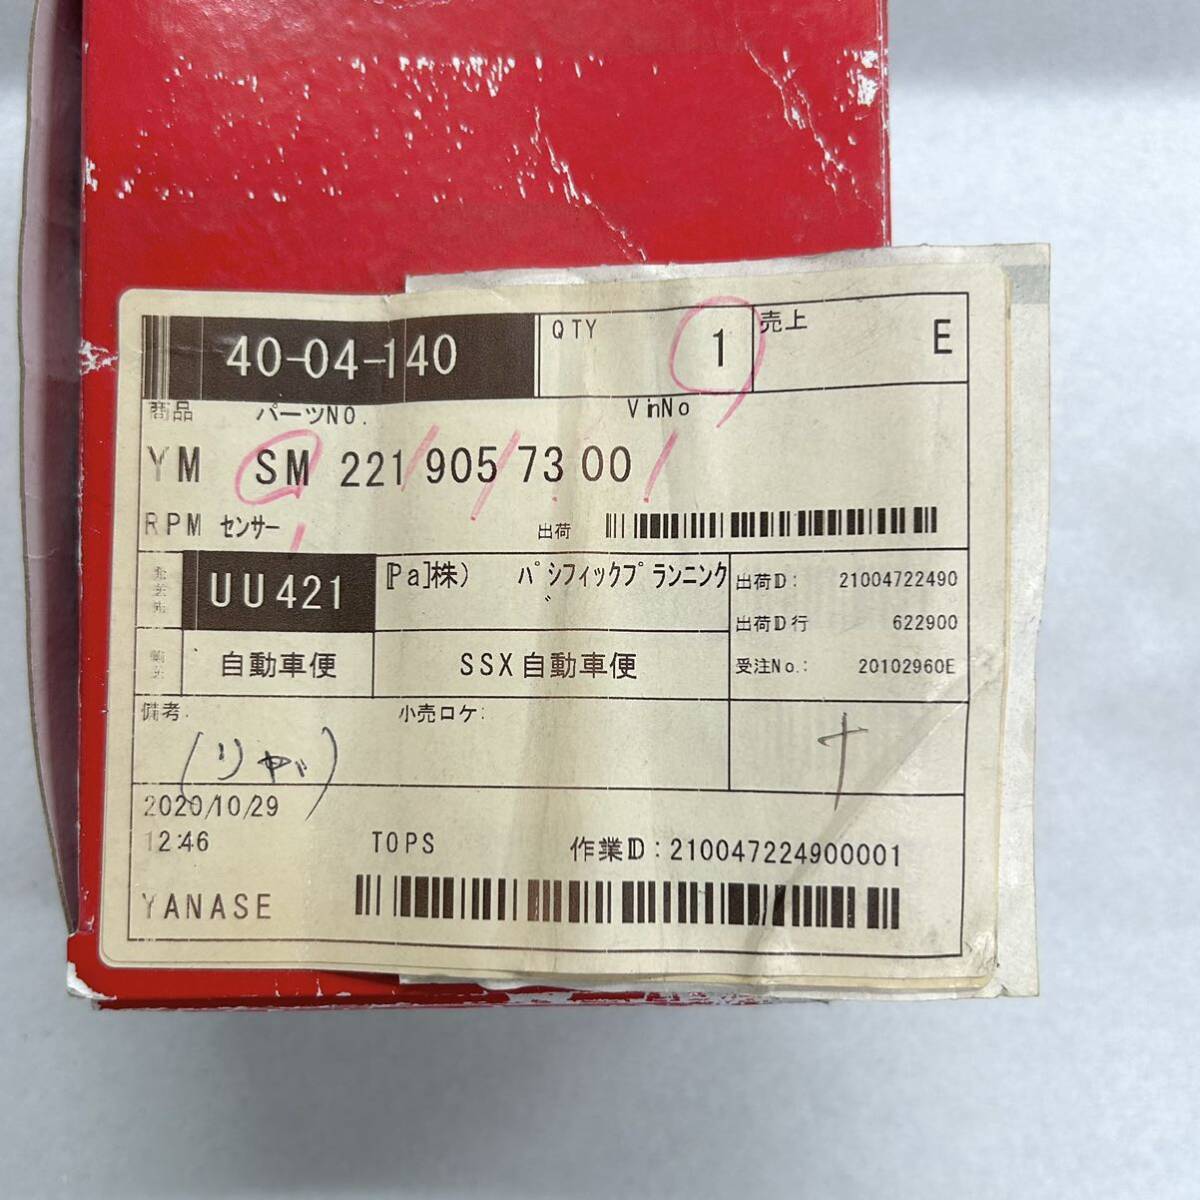 40-04-140 QTY 1 売上 E
商品 パーツNO. VinNo
YM SM 221 905 73 00
RPM センサー 出荷
UU421 [Pa]株) パシフィックプランニング 出荷ID: 21004722490
出荷ID行 622900
自動車便 SSX自動車便 受注No.: 20102960E
備考: 小売ロケ:
(リヤ) ナ
2020/10/29
12:46 TOPS 作業ID:210047224900001
YANASE